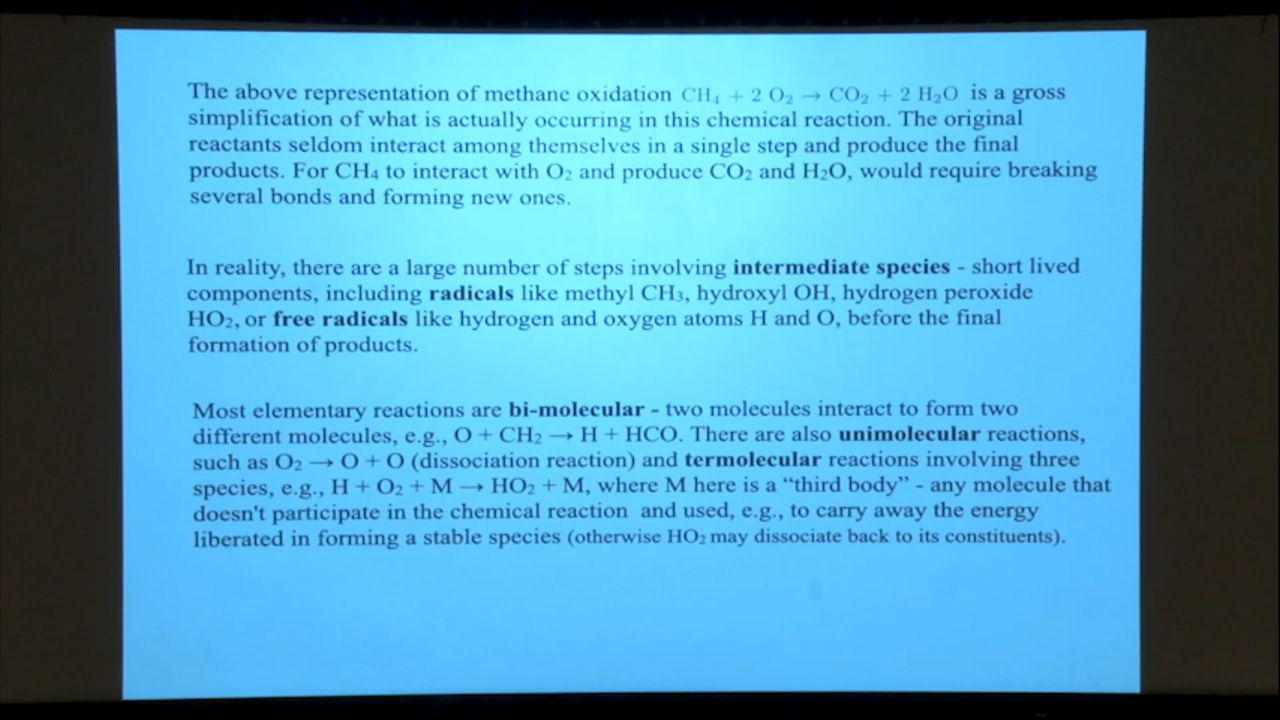 The above representation of methane oxidation CH₄ + 2 O₂ → CO₂ + 2 H₂O is a gross
simplification of what is actually occurring in this chemical reaction. The original
reactants seldom interact among themselves in a single step and produce the final
products. For CH₄ to interact with O₂ and produce CO₂ and H₂O, would require breaking
several bonds and forming new ones.
In reality, there are a large number of steps involving intermediate species - short lived
components, including radicals like methyl CH₃, hydroxyl OH, hydrogen peroxide
HO₂, or free radicals like hydrogen and oxygen atoms H and O, before the final
formation of products.
Most elementary reactions are bi-molecular - two molecules interact to form two
different molecules, e.g., O + CH₂ → H + HCO. There are also unimolecular reactions,
such as O₂ → O + O (dissociation reaction) and termolecular reactions involving three
species, e.g., H + O₂ + M → HO₂ + M, where M here is a “third body” - any molecule that
doesn't participate in the chemical reaction and used, e.g., to carry away the energy
liberated in forming a stable species (otherwise HO₂ may dissociate back to its constituents).